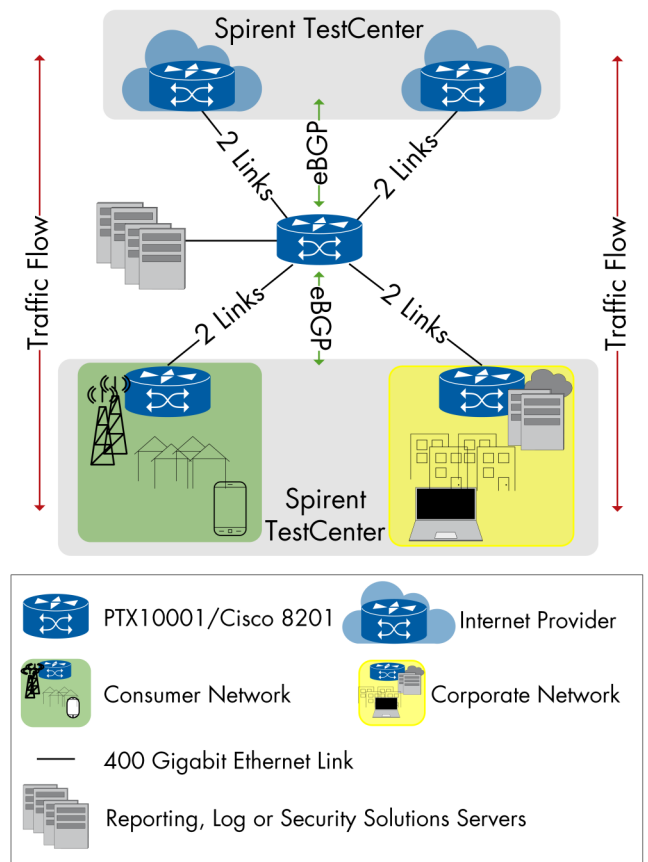 Spirent TestCenter
2 Links
eBGP
2 Links
Traffic Flow
Traffic Flow
2 Links
eBGP
2 Links
Spirent
TestCenter
PTX10001/Cisco 8201
Internet Provider
Consumer Network
Corporate Network
400 Gigabit Ethernet Link
Reporting, Log or Security Solutions Servers